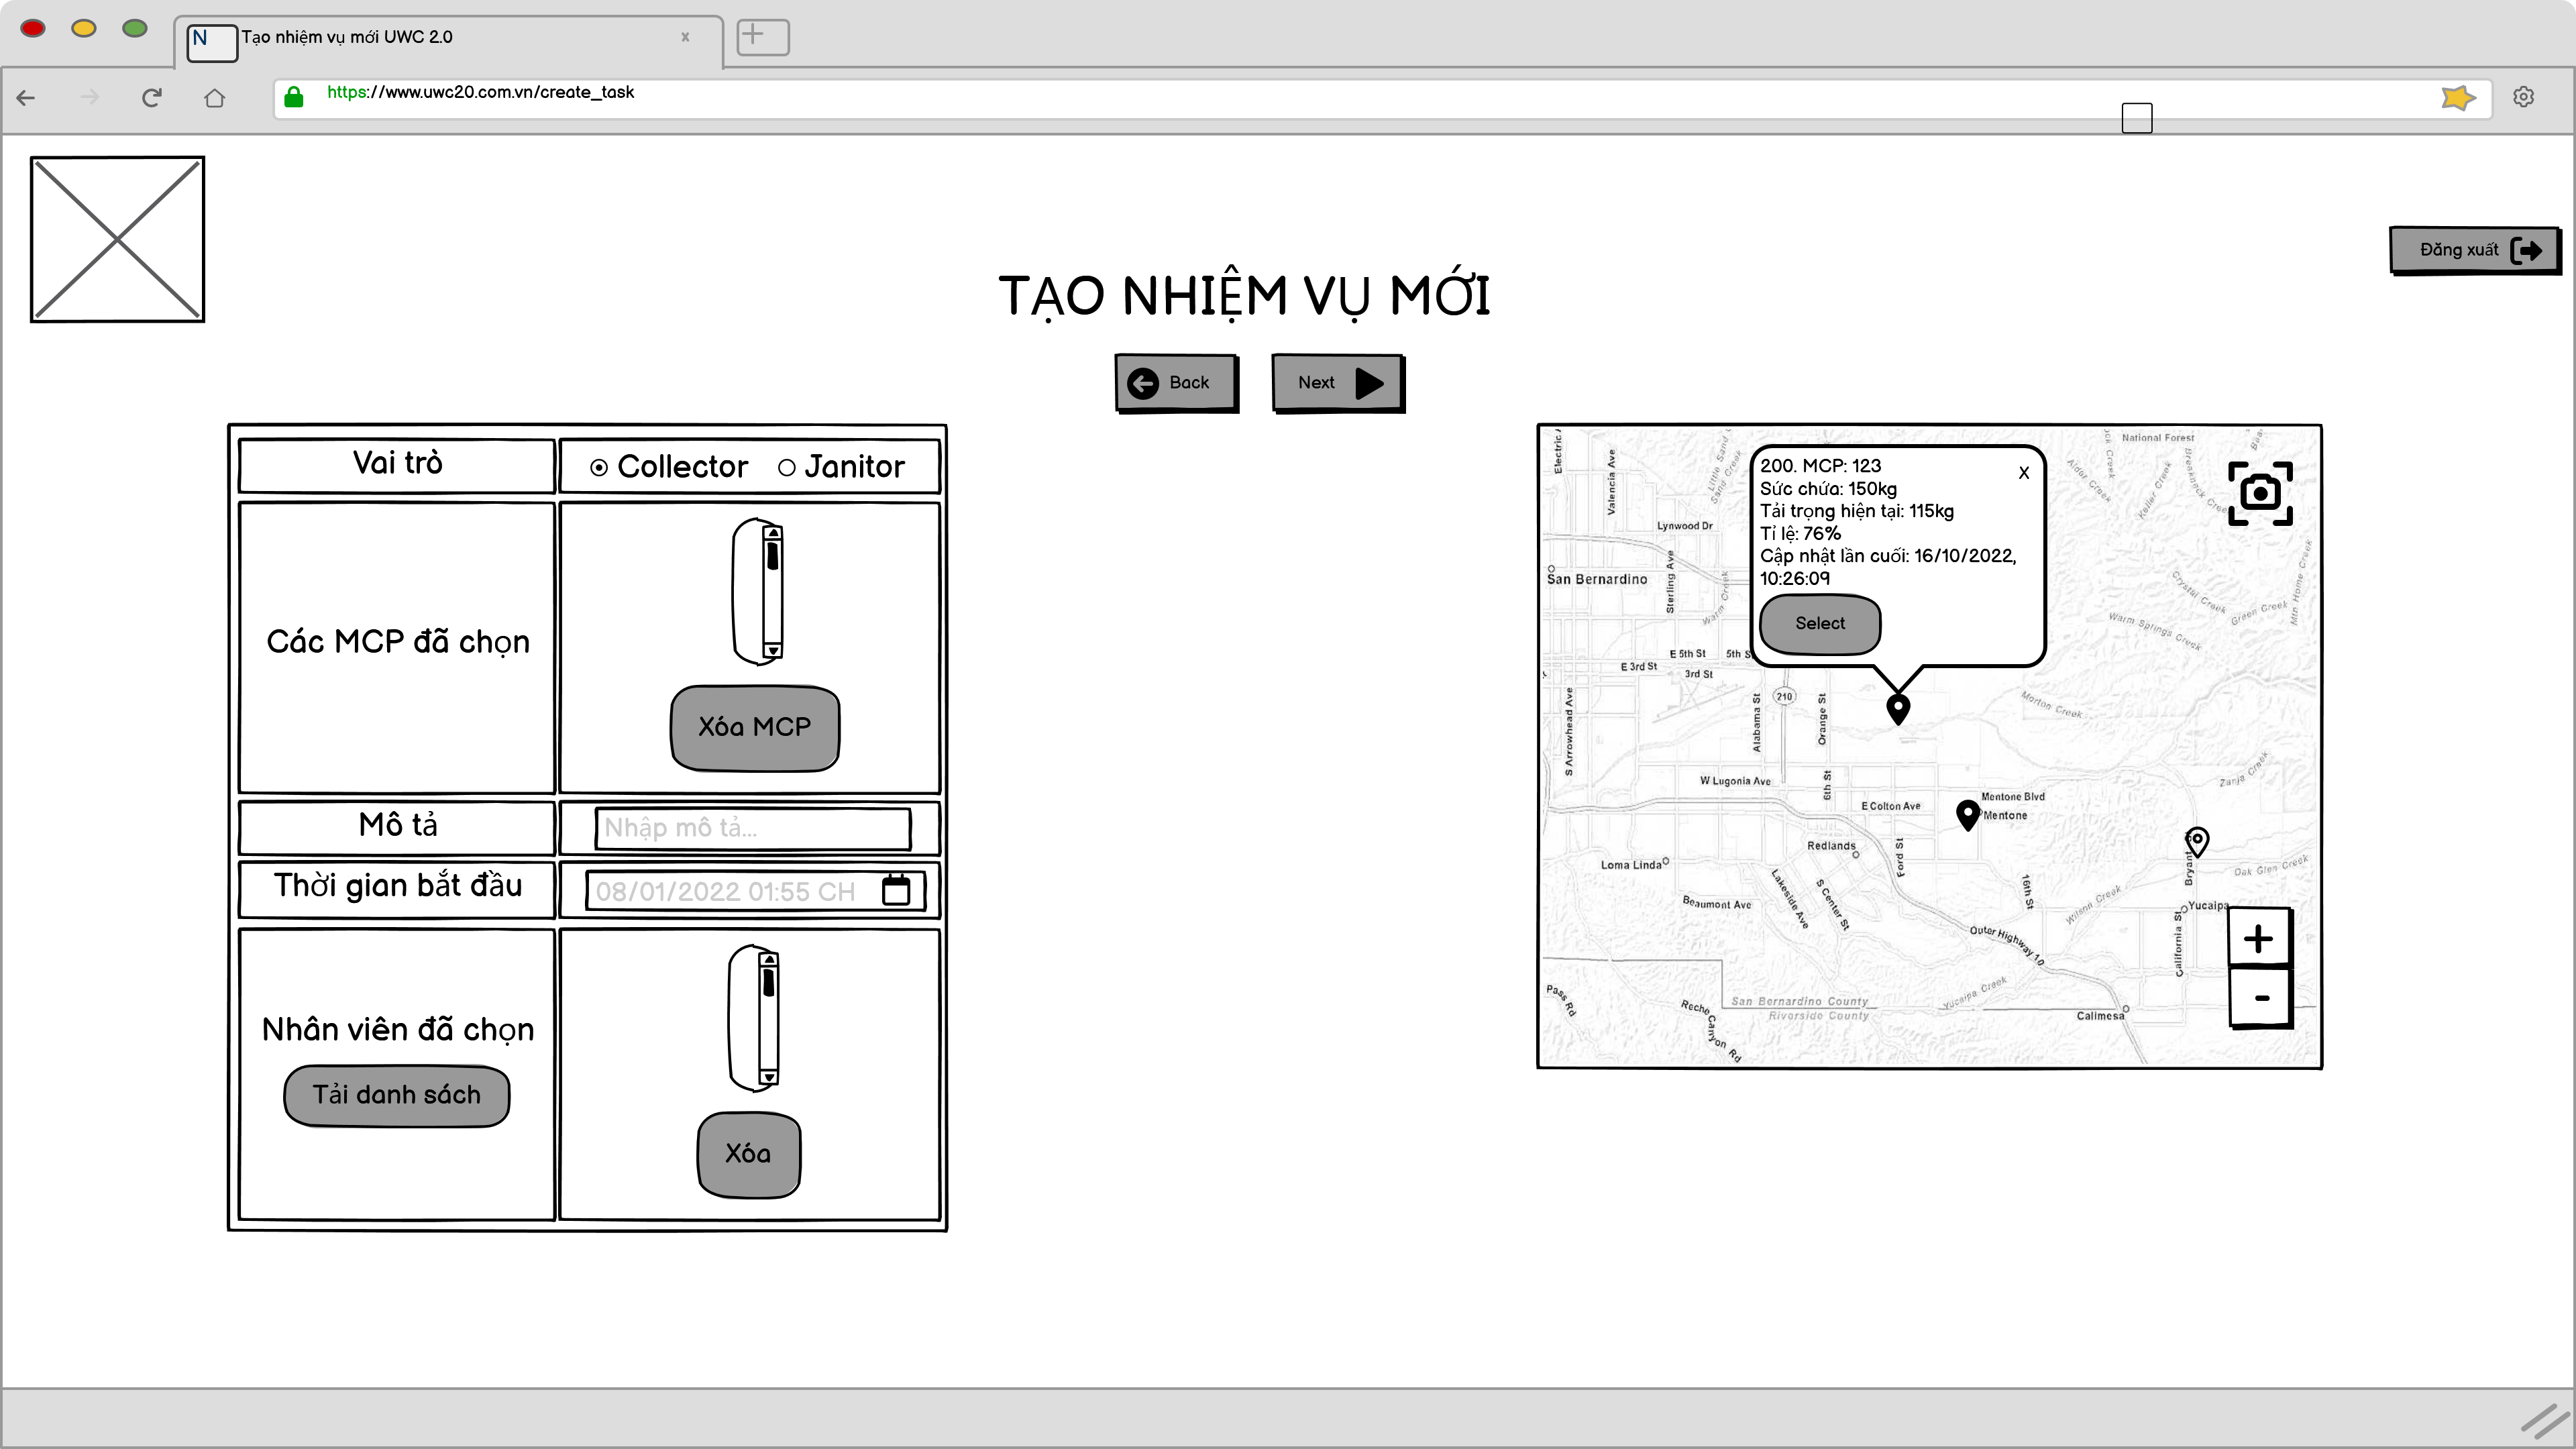 N
Tạo nhiệm vụ mới UWC 2.0
x
https://www.uwc20.com.vn/create_task
Đăng xuất
TẠO NHIỆM VỤ MỚI
Back
Next
Vai trò
Collector
Janitor
Các MCP đã chọn
Xóa MCP
Mô tả
Nhập mô tả...
Thời gian bắt đầu
08/01/2022 01:55 CH
Nhân viên đã chọn
Tải danh sách
Xóa
200. MCP: 123
x
Sức chứa: 150kg
Tải trọng hiện tại: 115kg
Tỉ lệ: 76%
Cập nhật lần cuối: 16/10/2022,
10:26:09
Select
National Forest
Valencia Ave
Lynwood Dr
San Bernardino
Sterling Ave
Alder Creek
Keller Creek
Crystal Creek
Green Creek
Mtn Home Creek
Warm Springs Creek
E 5th St
5th S
E 3rd St
3rd St
210
S Arrowhead Ave
Alabama St
Orange St
Morton Creek
Zanja Creek
W Lugonia Ave
6th St
E Colton Ave
Mentone Blvd
Mentone
Redlands
Ford St
Loma Linda
Lakeside Ave
S Center St
Beaumont Ave
16th St
Wilson Creek
Bryant
Oak Glen Creek
Yucaipa
California St
Outer Highway 10
Yucaipa Creek
San Bernardino County
Riverside County
Calimesa
Pass Rd
Reche Canyon Rd
+
-